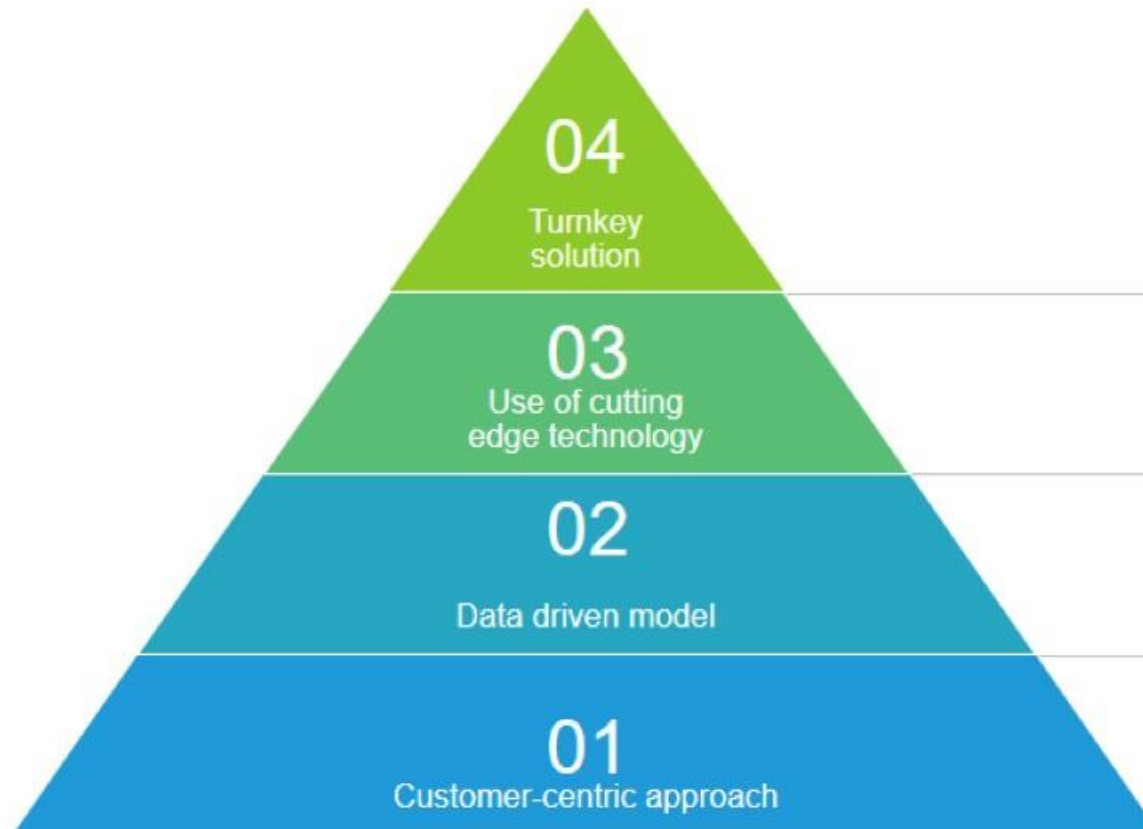 04
Turnkey
solution
03
Use of cutting
edge technology
02
Data driven model
01
Customer-centric approach